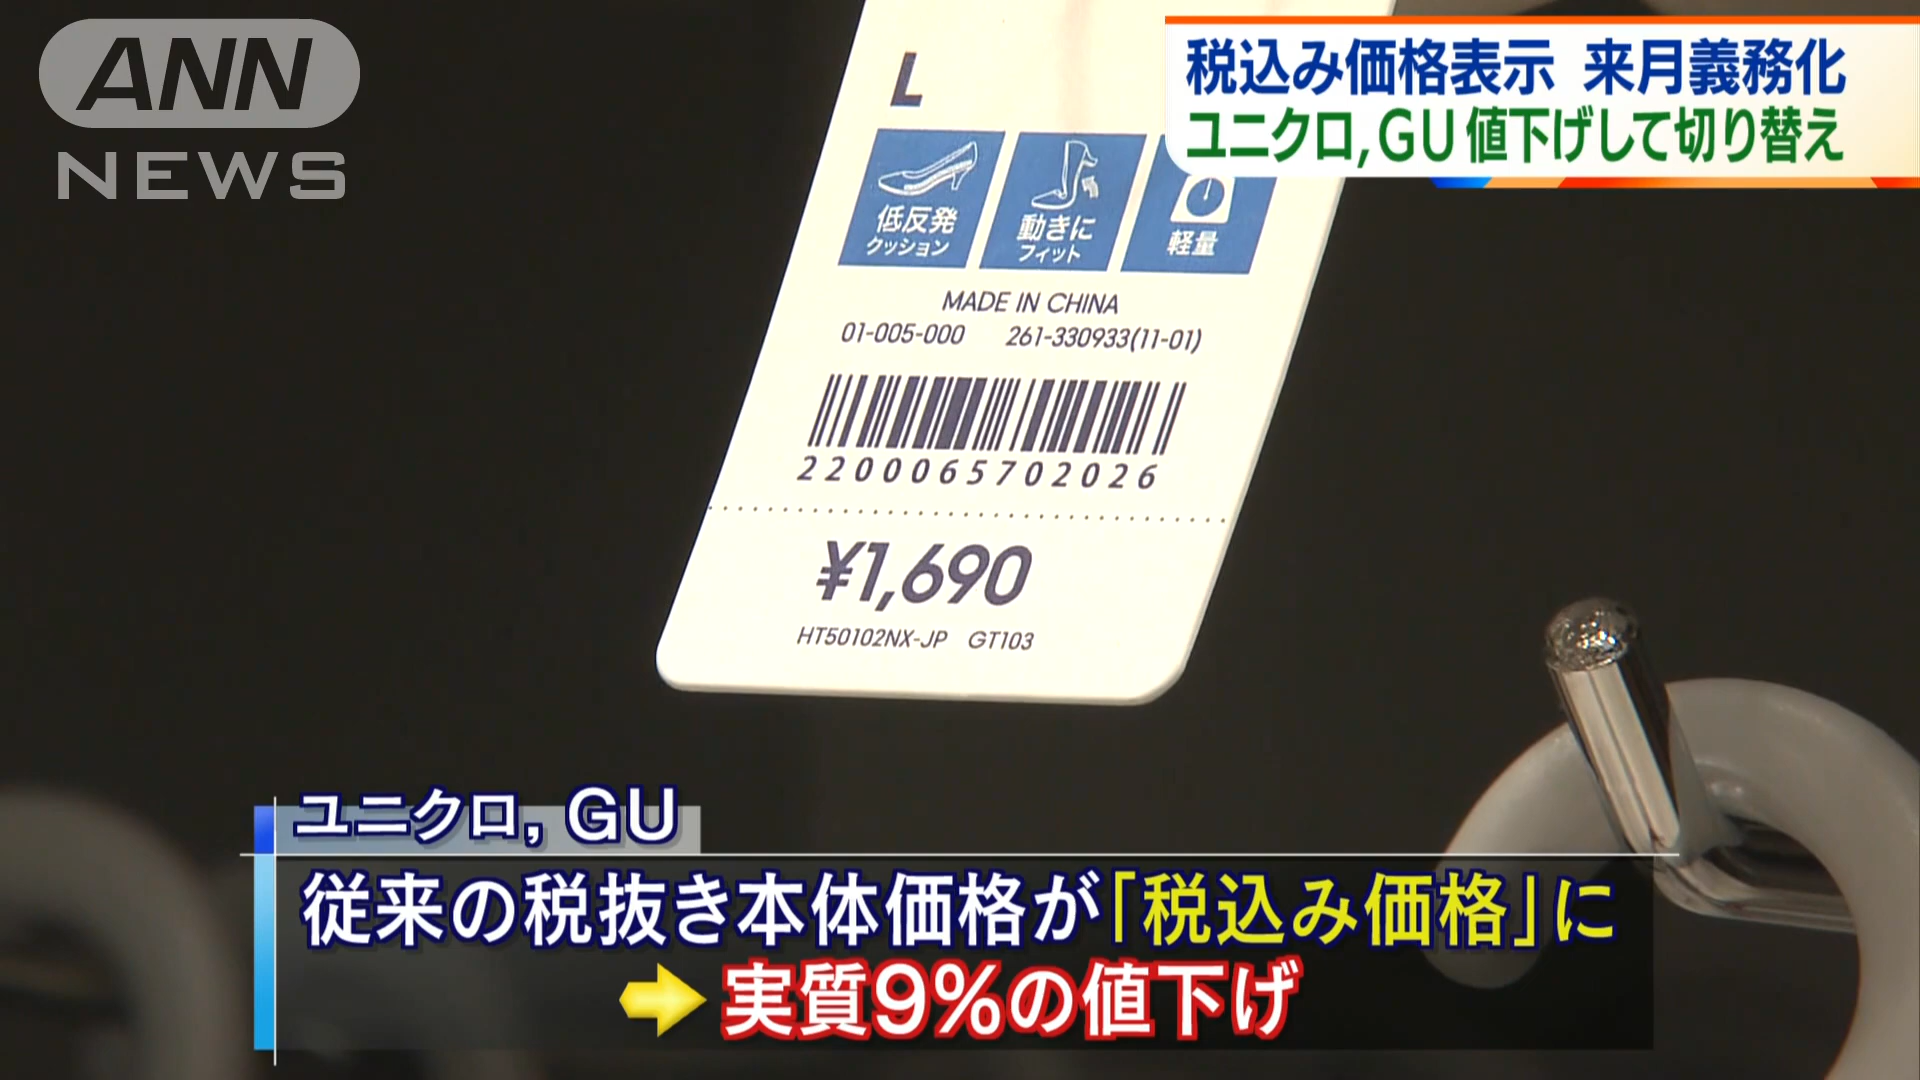 ANN
NEWS
税込み価格表示 来月義務化
ユニクロ,GU 値下げして切り替え
L
低反発
クッション
動きに
フィット
軽量
MADE IN CHINA
01-005-000 261-330933(11-01)
2200065702026
¥1,690
HT50102NX-JP GT103
ユニクロ, GU
従来の税抜き本体価格が「税込み価格」に
➡実質9%の値下げ